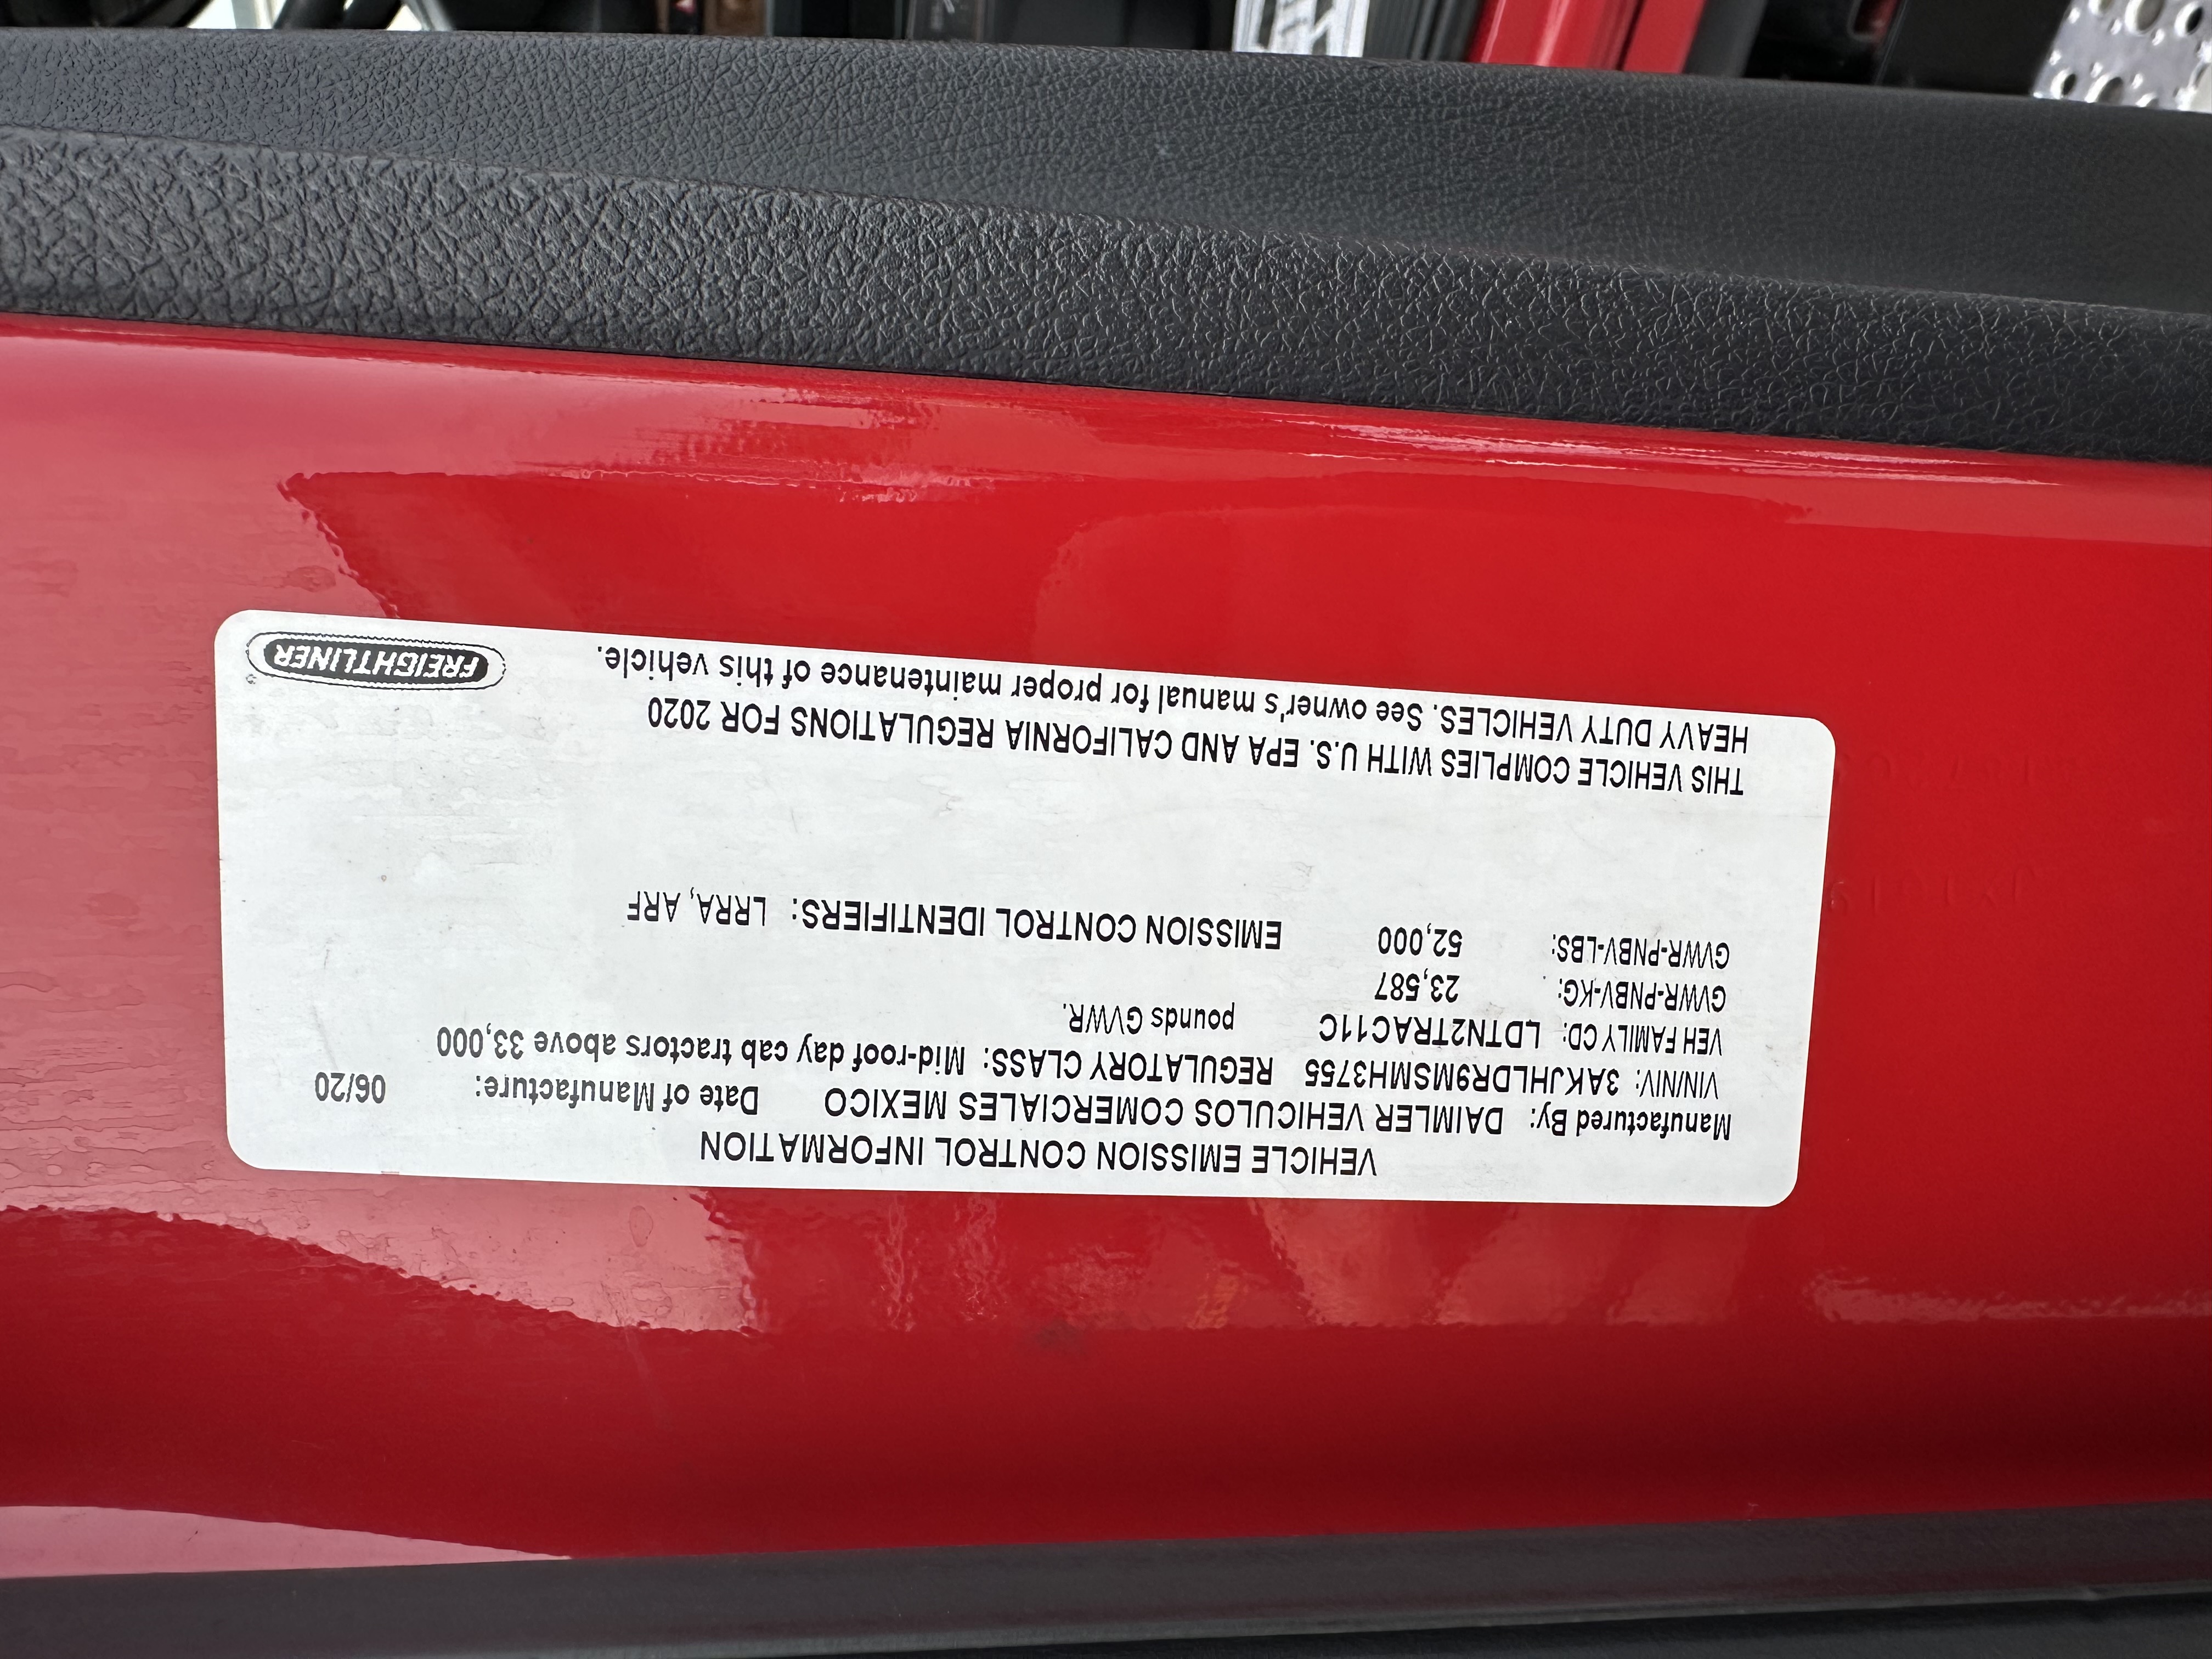 VEHICLE EMISSION CONTROL INFORMATION
Manufactured By: DAIMLER VEHICULOS COMERCIALES MEXICO Date of Manufacture: 06/20
VIN/NIV: 3AKJHLDR9MSMH3755 REGULATORY CLASS: Mid-roof day cab tractors above 33,000
VEH FAMILY CD: LDTN2TRAC11C pounds GVWR.
GVWR-PNBV-KG: 23,587
GVWR-PNBV-LBS: 52,000 EMISSION CONTROL IDENTIFIERS: LRRA, ARF
THIS VEHICLE COMPLIES WITH U.S. EPA AND CALIFORNIA REGULATIONS FOR 2020
HEAVY DUTY VEHICLES. See owner's manual for proper maintenance of this vehicle.
FREIGHTLINER®